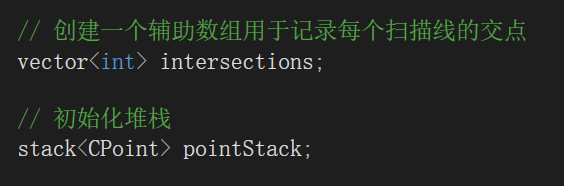 // 创建一个辅助数组用于记录每个扫描线的交点
vector<int> intersections;
// 初始化堆栈
stack<CPoint> pointStack;